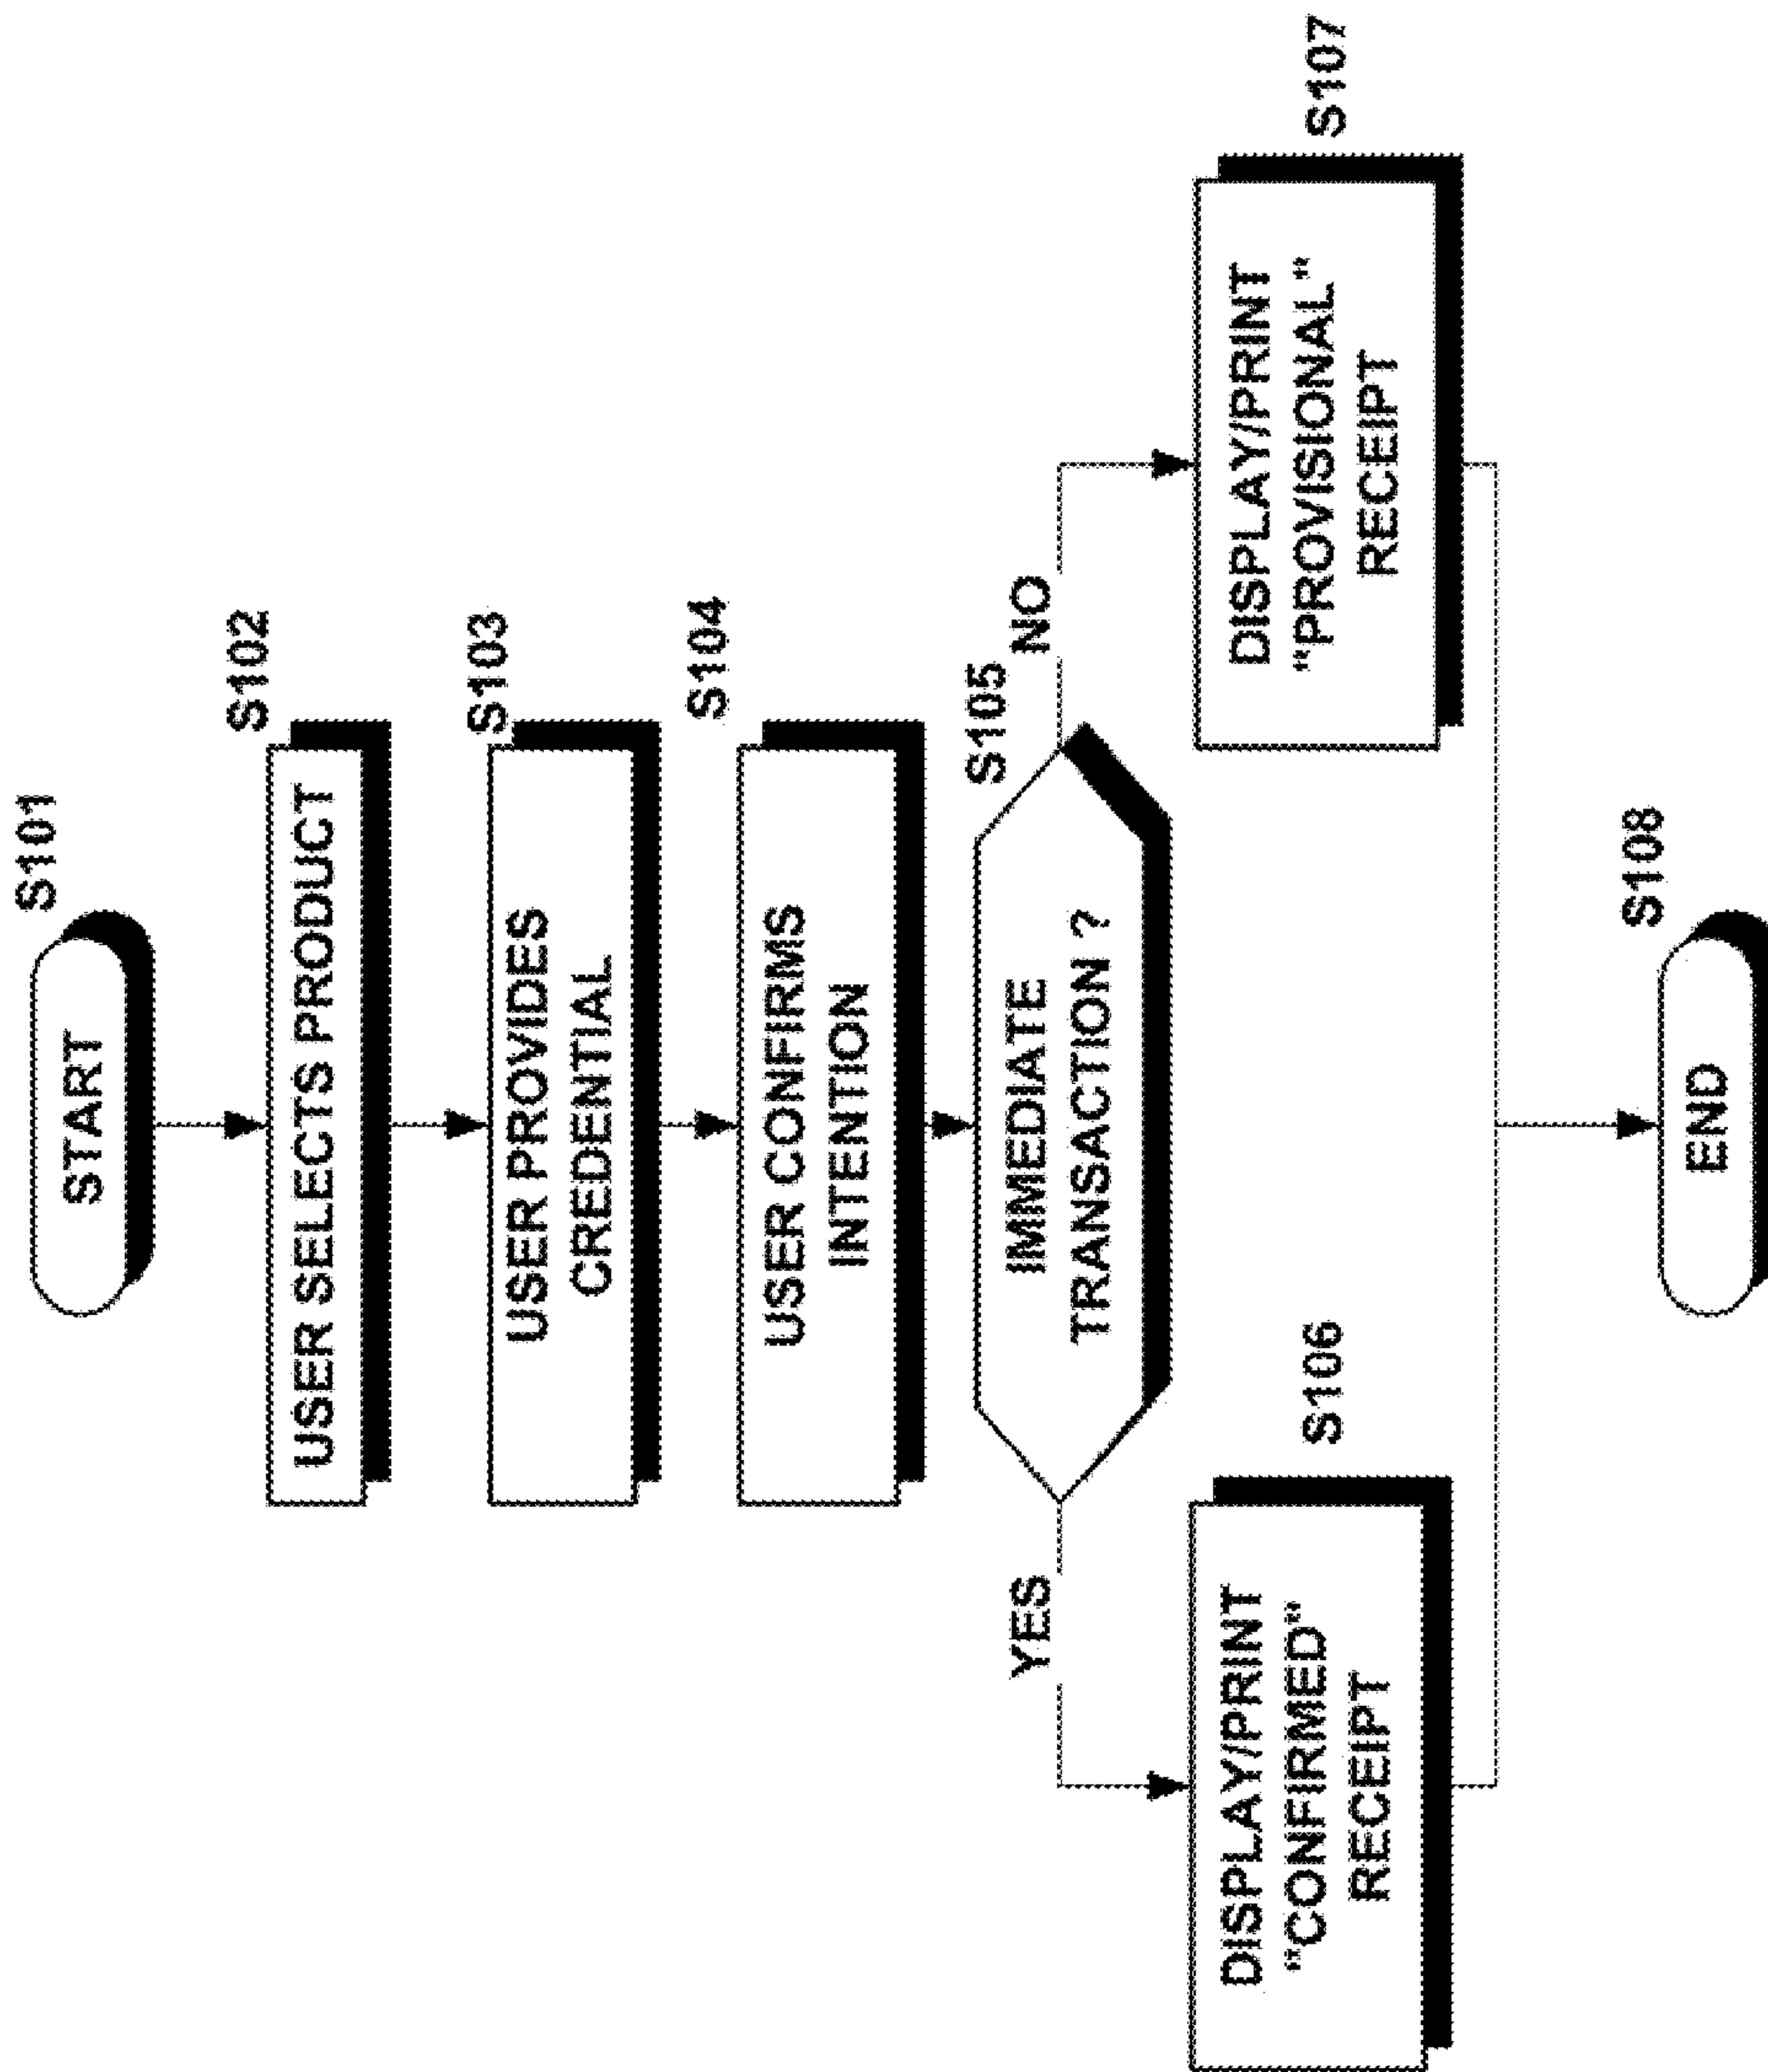 S101
START
S102
USER SELECTS PRODUCT
S103
USER PROVIDES
CREDENTIAL
S104
USER CONFIRMS
INTENTION
S105
IMMEDIATE
TRANSACTION ?
YES
NO
S106
DISPLAY/PRINT
"CONFIRMED"
RECEIPT
S107
DISPLAY/PRINT
"PROVISIONAL"
RECEIPT
S108
END